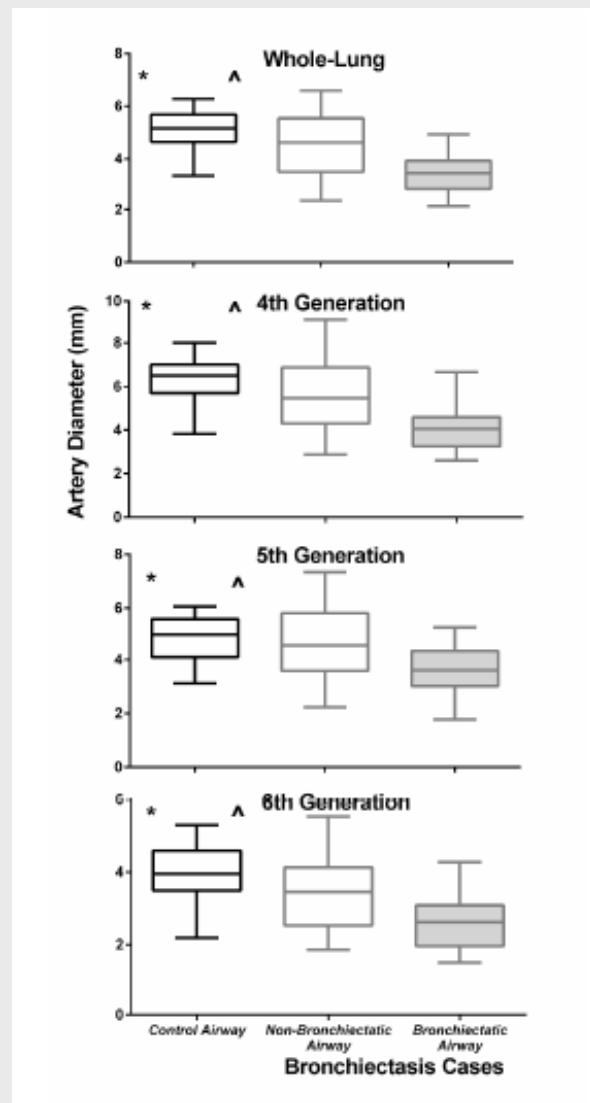 Whole-Lung
* ^
8
6
4
2
0
4th Generation
* ^
10
8
6
4
2
0
Artery Diameter (mm)
5th Generation
* ^
8
6
4
2
0
6th Generation
* ^
6
4
2
0
Control Airway
Non-Bronchiectatic
Airway
Bronchiectatic
Airway
Bronchiectasis Cases